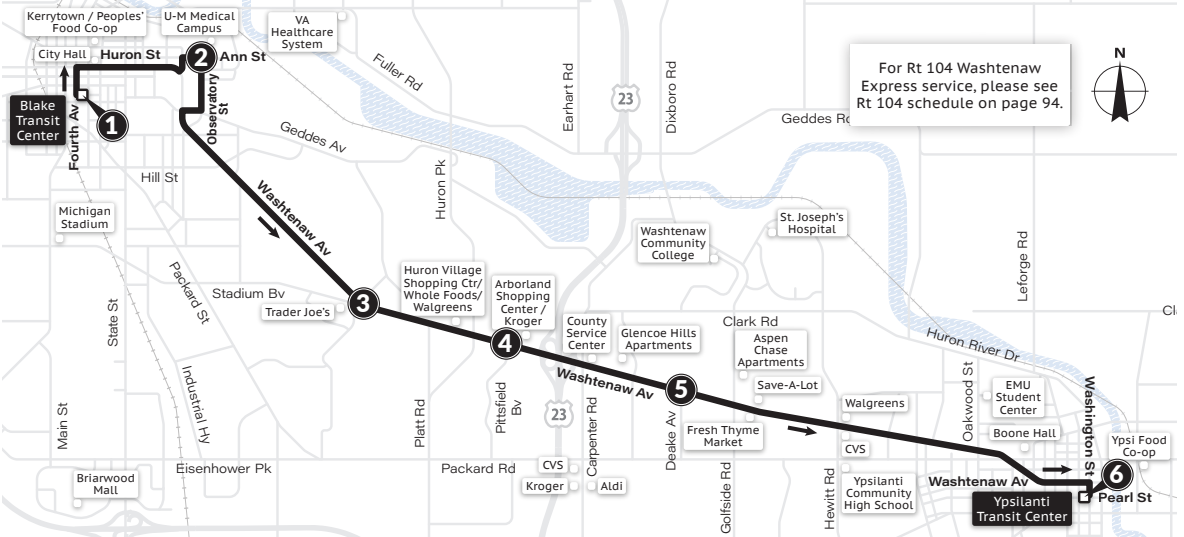 Kerrytown / Peoples'
Food Co-op
U-M Medical
Campus
VA
Healthcare
System
City Hall
Huron St
2
Ann St
Fuller Rd
Earhart Rd
23
Dixboro Rd
For Rt 104 Washtenaw
Express service, please see
Rt 104 schedule on page 94.
N
Blake
Transit
Center
Fourth Av
1
Observatory
St
Geddes Av
Geddes Rd
Hill St
Huron Pk
Washtenaw Av
Michigan
Stadium
Washtenaw
Community
College
St. Joseph's
Hospital
Leforge Rd
Packard St
State St
Stadium Bv
Trader Joe's
3
Huron Village
Shopping Ctr/
Whole Foods/
Walgreens
Arborland
Shopping
Center /
Kroger
4
County
Service
Center
Glencoe Hills
Apartments
Clark Rd
Cl
Aspen
Chase
Apartments
Huron River Dr
Washtenaw Av
5
Save-A-Lot
Walgreens
Oakwood St
EMU
Student
Center
Washington St
Industrial Hy
Main St
Platt Rd
Pittsfield
Bv
23
Carpenter Rd
Deake Av
Fresh Thyme
Market
CVS
Boone Hall
Ypsi Food
Co-op
Eisenhower Pk
Packard Rd
CVS
Kroger
Aldi
Golfside Rd
Hewitt Rd
Ypsilanti
Community
High School
Washtenaw Av
6
Briarwood
Mall
Ypsilanti
Transit Center
Pearl St